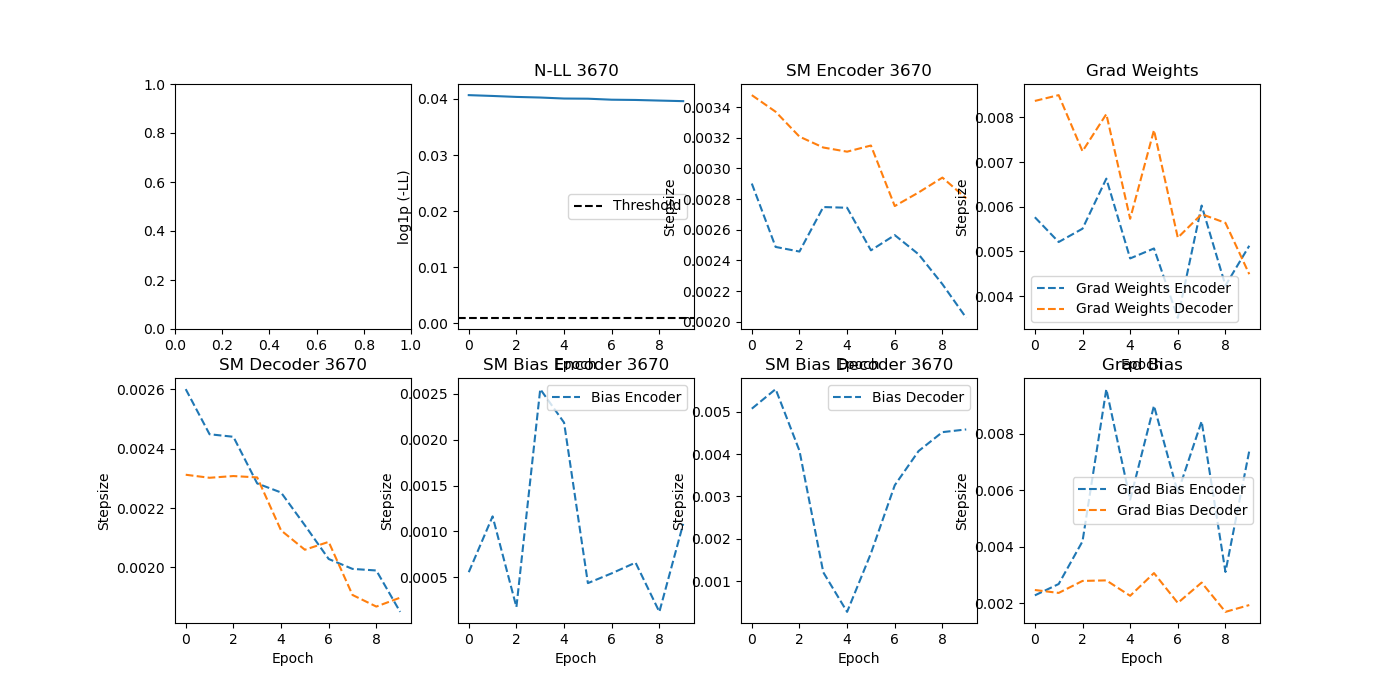 N-LL 3670
SM Encoder 3670
Grad Weights
1.0
0.8
0.6
0.4
0.2
0.0
0.0 0.2 0.4 0.6 0.8 1.0
log1p (-LL)
0.04
0.03
0.02
0.01
0.00
Threshold
0 2 4 6 8
Epoch
Stepsize
0.0034
0.0032
0.0030
0.0028
0.0026
0.0024
0.0022
0.0020
0 2 4 6 8
Epoch
Stepsize
0.008
0.007
0.006
0.005
0.004
Grad Weights Encoder
Grad Weights Decoder
0 2 4 6 8
Epoch
SM Decoder 3670
SM Bias Encoder 3670
SM Bias Decoder 3670
Grad Bias
Stepsize
0.0026
0.0024
0.0022
0.0020
0 2 4 6 8
Epoch
Stepsize
0.0025
0.0020
0.0015
0.0010
0.0005
Bias Encoder
0 2 4 6 8
Epoch
Stepsize
0.005
0.004
0.003
0.002
0.001
Bias Decoder
0 2 4 6 8
Epoch
Stepsize
0.008
0.006
0.004
0.002
Grad Bias Encoder
Grad Bias Decoder
0 2 4 6 8
Epoch